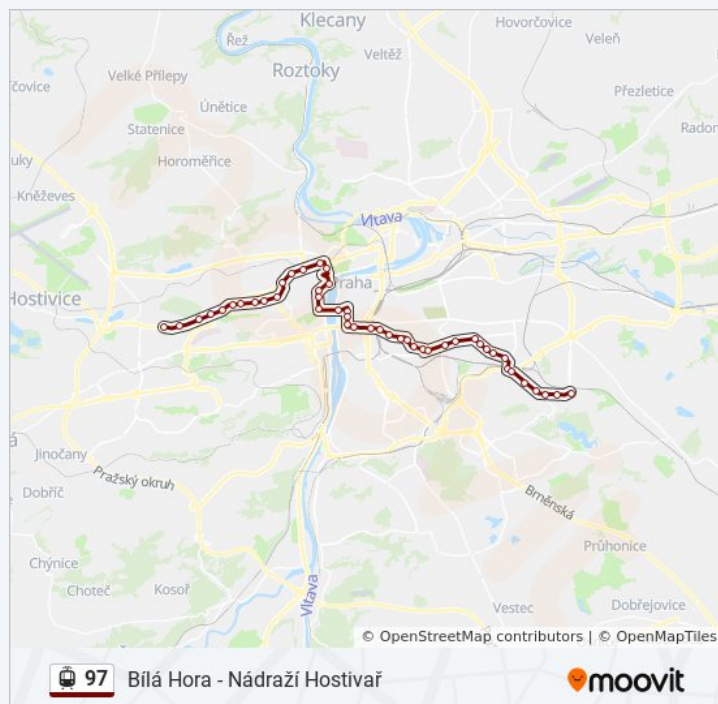 Klecany
Hovorčovice
Řež
Veltěž
Veleň
Roztoky
Velké Přílepy
Přezletice
Únětice
Statenice
Radom
uky
Horoměřice
Kněževes
Vltava
Hostivice
Praha
Jinočany
Pražský okruh
Dobříč
Brněnská
Průhonice
Chýnice
Choteč
Kosoř
Vltava
Vestec
Dobřejovice
© OpenStreetMap contributors | © OpenMapTiles
97 Bílá Hora - Nádraží Hostivař
moovit